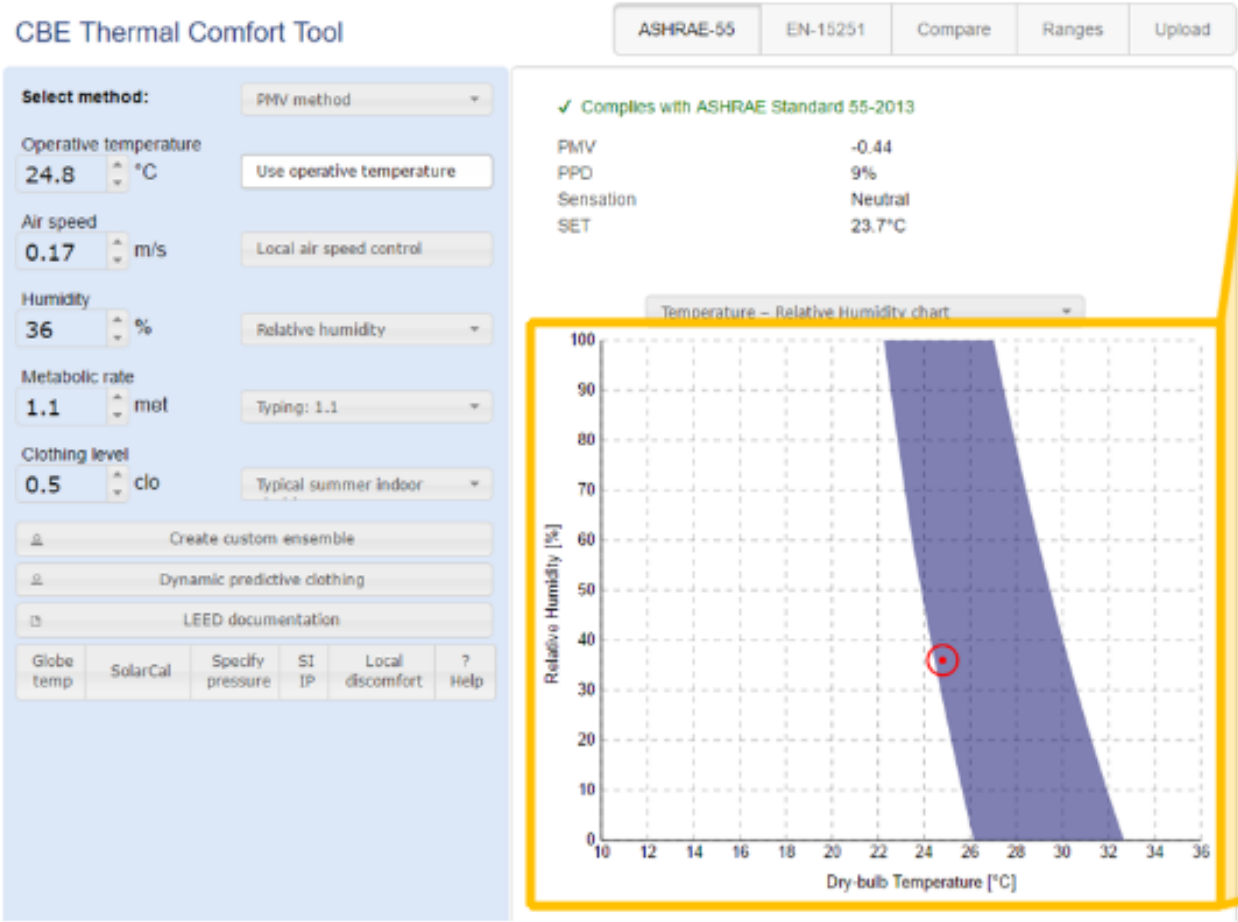 CBE Thermal Comfort Tool
ASHRAE-55 EN-15251 Compare Ranges Upload
Select method: PMV method
Operative temperature
24.8 °C Use operative temperature
Air speed
0.17 m/s Local air speed control
Humidity
36 % Relative humidity
Metabolic rate
1.1 met Typing: 1.1
Clothing level
0.5 clo Typical summer indoor
Create custom ensemble
Dynamic predictive clothing
LEED documentation
Globe temp SolarCal Specify pressure SI IP Local discomfort ? Help
✓ Complies with ASHRAE Standard 55-2013
PMV -0.44
PPD 9%
Sensation Neutral
SET 23.7°C
Temperature – Relative Humidity chart
Relative Humidity [%]
100
90
80
70
60
50
40
30
20
10
0
10 12 14 16 18 20 22 24 26 28 30 32 34 36
Dry-bulb Temperature [°C]